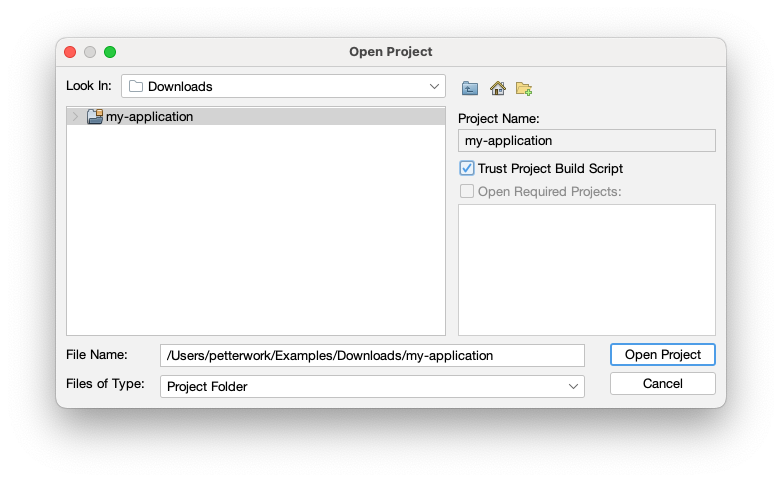 Open Project
Look In:
Downloads
my-application
Project Name:
my-application
Trust Project Build Script
Open Required Projects:
File Name:
/Users/petterwork/Examples/Downloads/my-application
Open Project
Files of Type:
Project Folder
Cancel